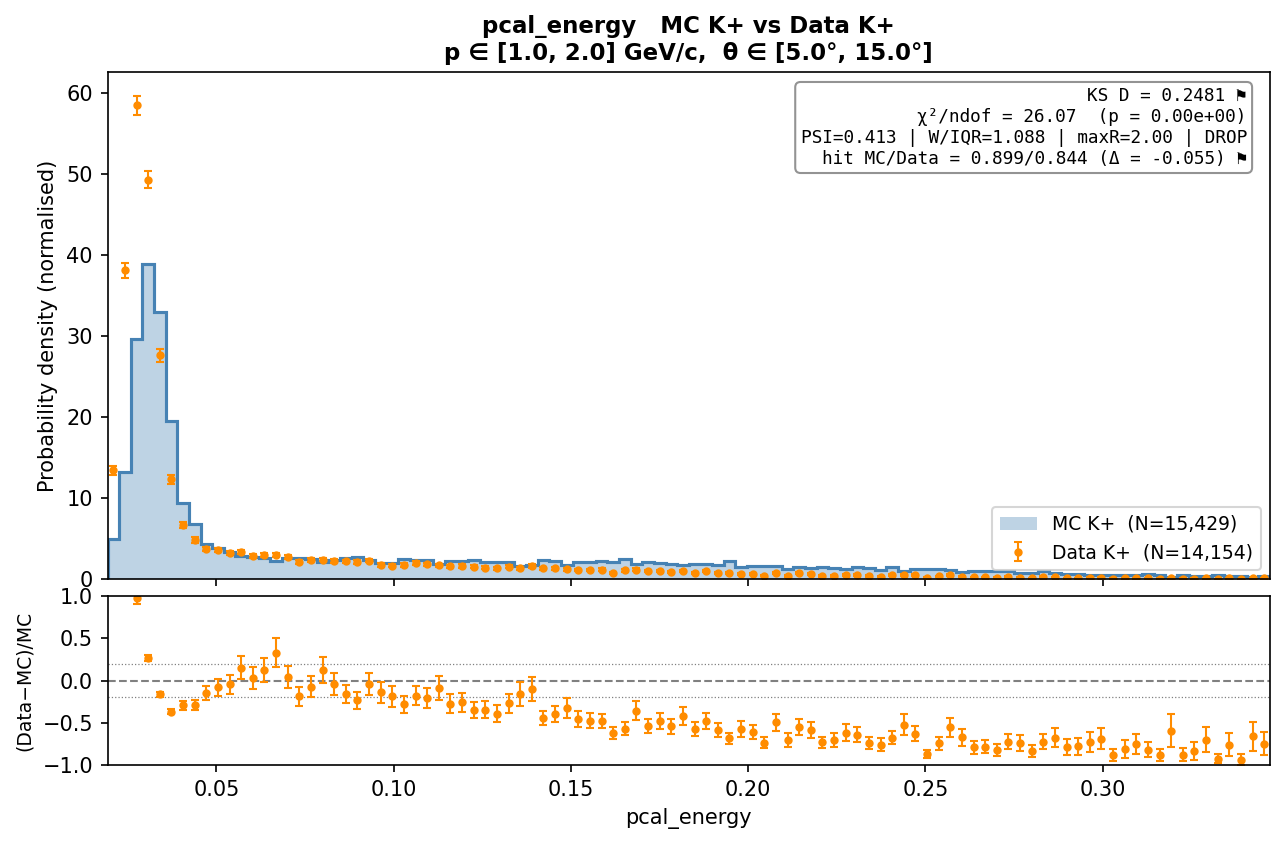 pcal_energy   MC K+ vs Data K+
p ∈ [1.0, 2.0] GeV/c,  θ ∈ [5.0°, 15.0°]
KS D = 0.2481 ⚑
χ²/ndof = 26.07  (p = 0.00e+00)
PSI=0.413 | W/IQR=1.088 | maxR=2.00 | DROP
hit MC/Data = 0.899/0.844 (Δ = -0.055) ⚑
Probability density (normalised)
60
50
40
30
20
10
0
MC K+  (N=15,429)
Data K+  (N=14,154)
(Data−MC)/MC
1.0
0.5
0.0
−0.5
−1.0
0.05 0.10 0.15 0.20 0.25 0.30
pcal_energy